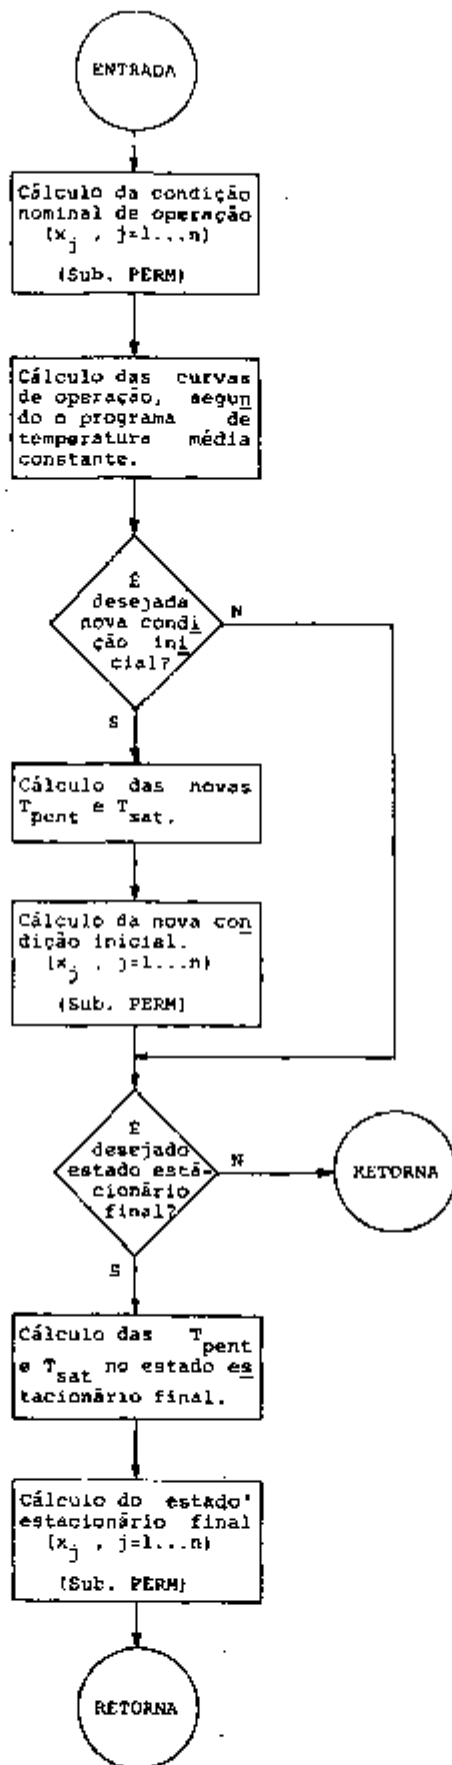 ENTRADA
Cálculo da condição
nominal de operação
(x_j , j=1...n)
(Sub. PERM)
Cálculo das curvas
de operação, segun
do o programa de
temperatura média
constante.
É
desejada
nova condi
ção ini
cial?
N
S
Cálculo das novas
T_pent e T_sat.
Cálculo da nova con
dição inicial.
(x_j , j=1...n)
(Sub. PERM)
É
desejado
estado esta-
cionário
final?
N
RETORNA
S
Cálculo das T_pent
e T_sat no estado es
tacionário final.
Cálculo do estado'
estacionário final
(x_j , j=1...n)
(Sub. PERM)
RETORNA